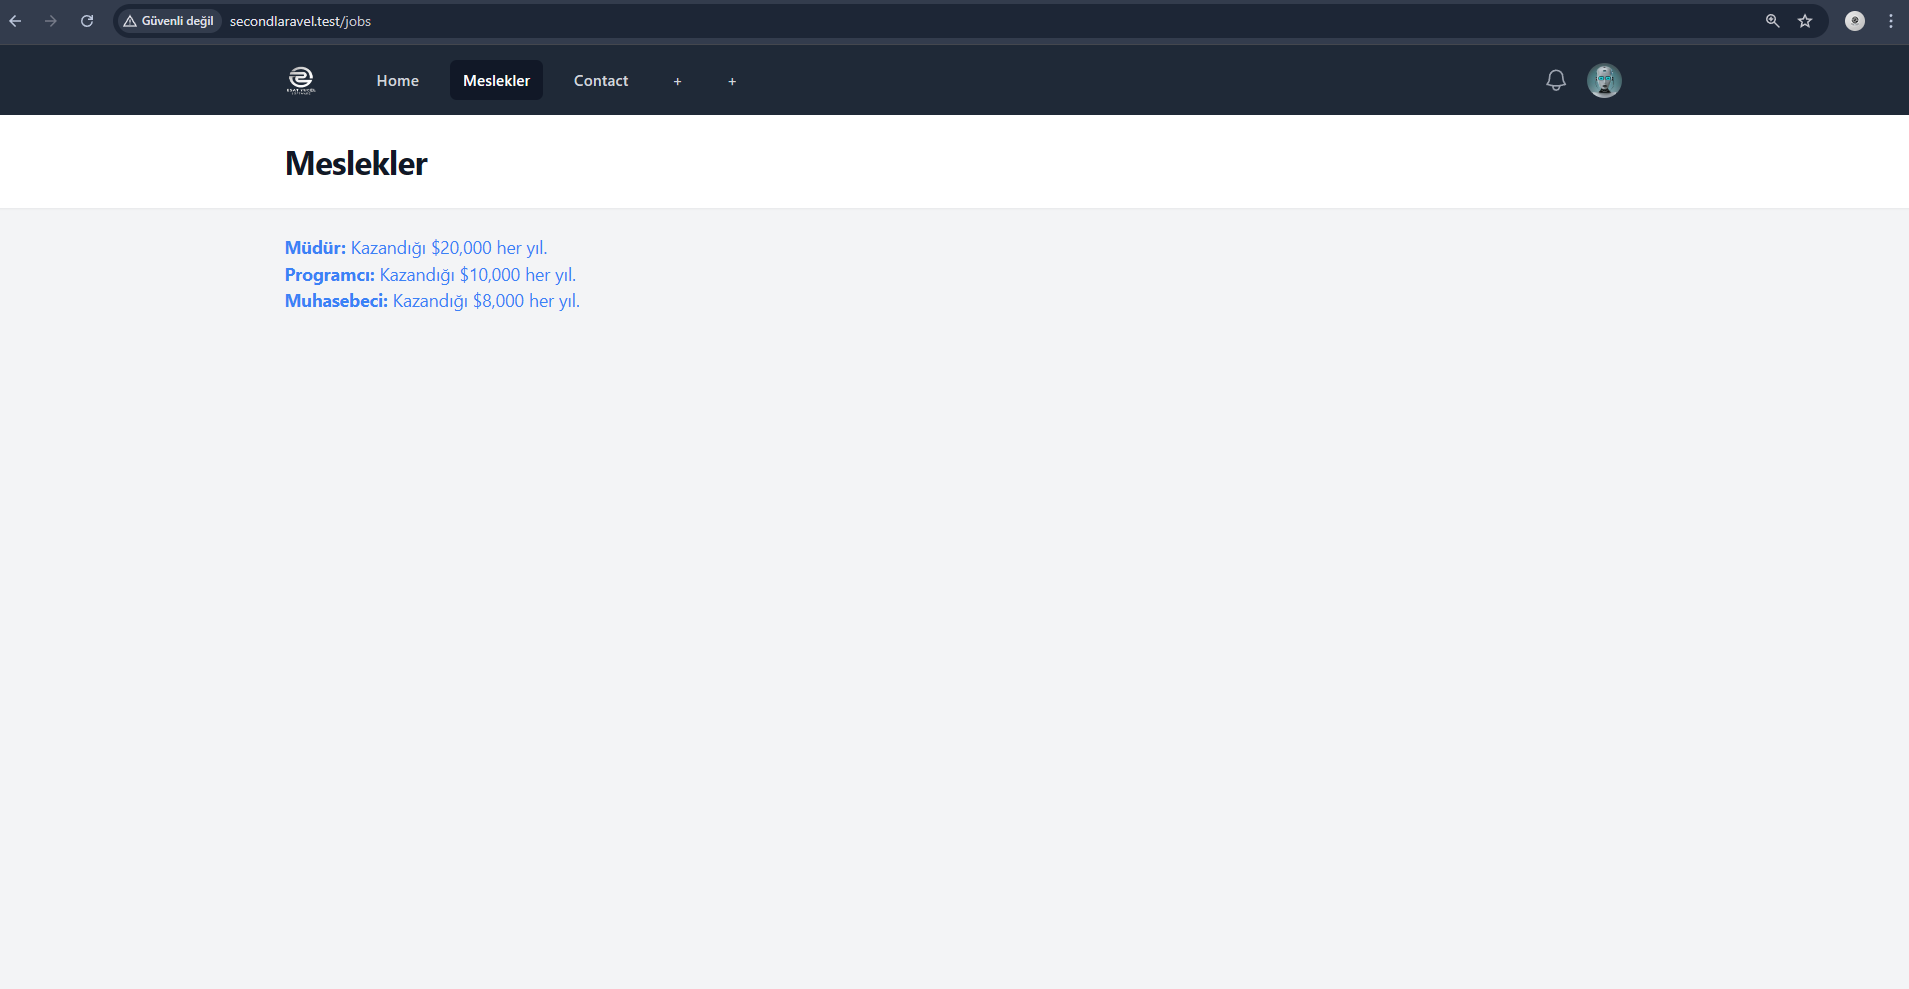 Güvenli değil secondlaravel.test/jobs
Home Meslekler Contact + +
Meslekler
Müdür: Kazandığı $20,000 her yıl.
Programcı: Kazandığı $10,000 her yıl.
Muhasebeci: Kazandığı $8,000 her yıl.